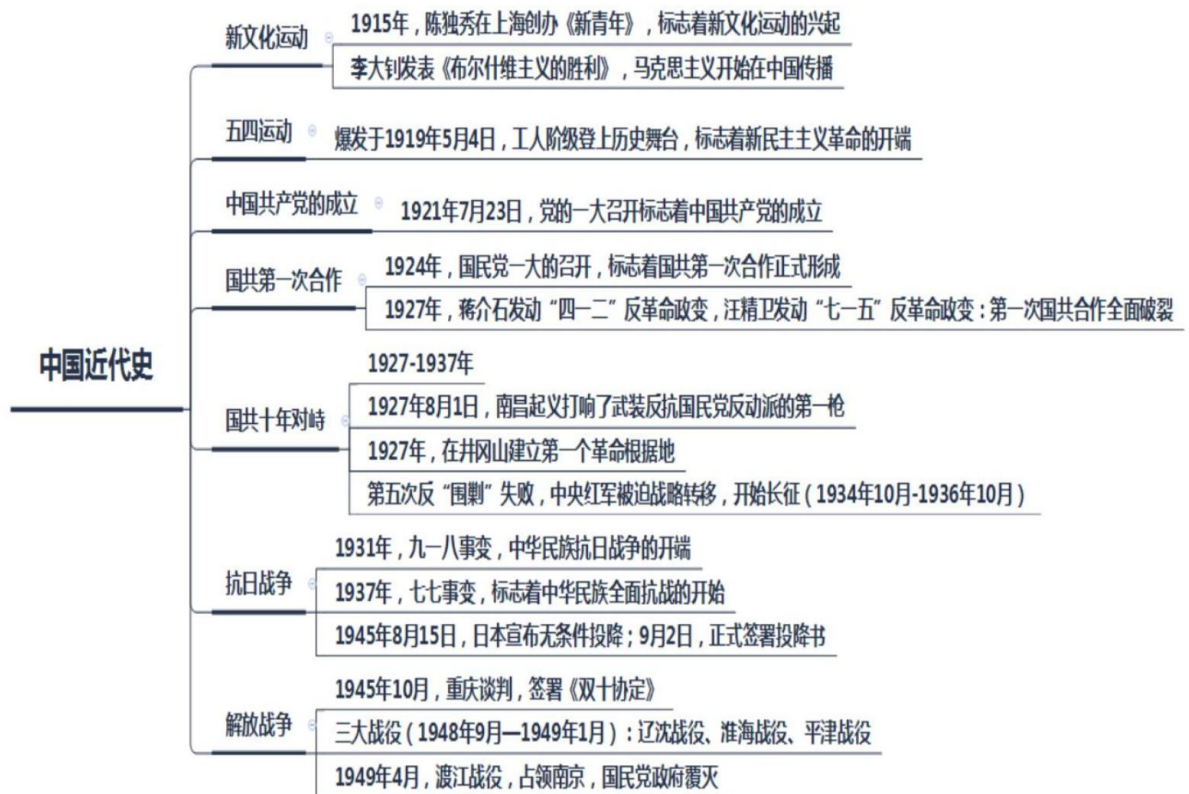 中国近代史
新文化运动
1915年，陈独秀在上海创办《新青年》，标志着新文化运动的兴起
李大钊发表《布尔什维主义的胜利》，马克思主义开始在中国传播
五四运动
爆发于1919年5月4日，工人阶级登上历史舞台，标志着新民主主义革命的开端
中国共产党的成立
1921年7月23日，党的一大召开标志着中国共产党的成立
国共第一次合作
1924年，国民党一大的召开，标志着国共第一次合作正式形成
1927年，蒋介石发动“四一二”反革命政变，汪精卫发动“七一五”反革命政变：第一次国共合作全面破裂
国共十年对峙
1927-1937年
1927年8月1日，南昌起义打响了武装反抗国民党反动派的第一枪
1927年，在井冈山建立第一个革命根据地
第五次反“围剿”失败，中央红军被迫战略转移，开始长征（1934年10月-1936年10月）
抗日战争
1931年，九一八事变，中华民族抗日战争的开端
1937年，七七事变，标志着中华民族全面抗战的开始
1945年8月15日，日本宣布无条件投降；9月2日，正式签署投降书
解放战争
1945年10月，重庆谈判，签署《双十协定》
三大战役（1948年9月—1949年1月）：辽沈战役、淮海战役、平津战役
1949年4月，渡江战役，占领南京，国民党政府覆灭